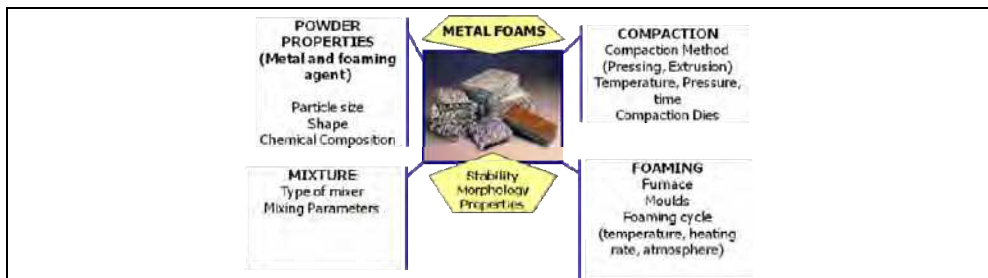 POWDER
PROPERTIES
(Metal and foaming
agent)
Particle size
Shape
Chemical Composition
METAL FOAMS
COMPACTION
Compaction Method
(Pressing, Extrusion)
Temperature, Pressure,
time
Compaction Dies
MIXTURE
Type of mixer
Mixing Parameters
Stability
Morphology
Properties
FOAMING
Furnace
Moulds
Foaming cycle
(temperature, heating
rate, atmosphere)